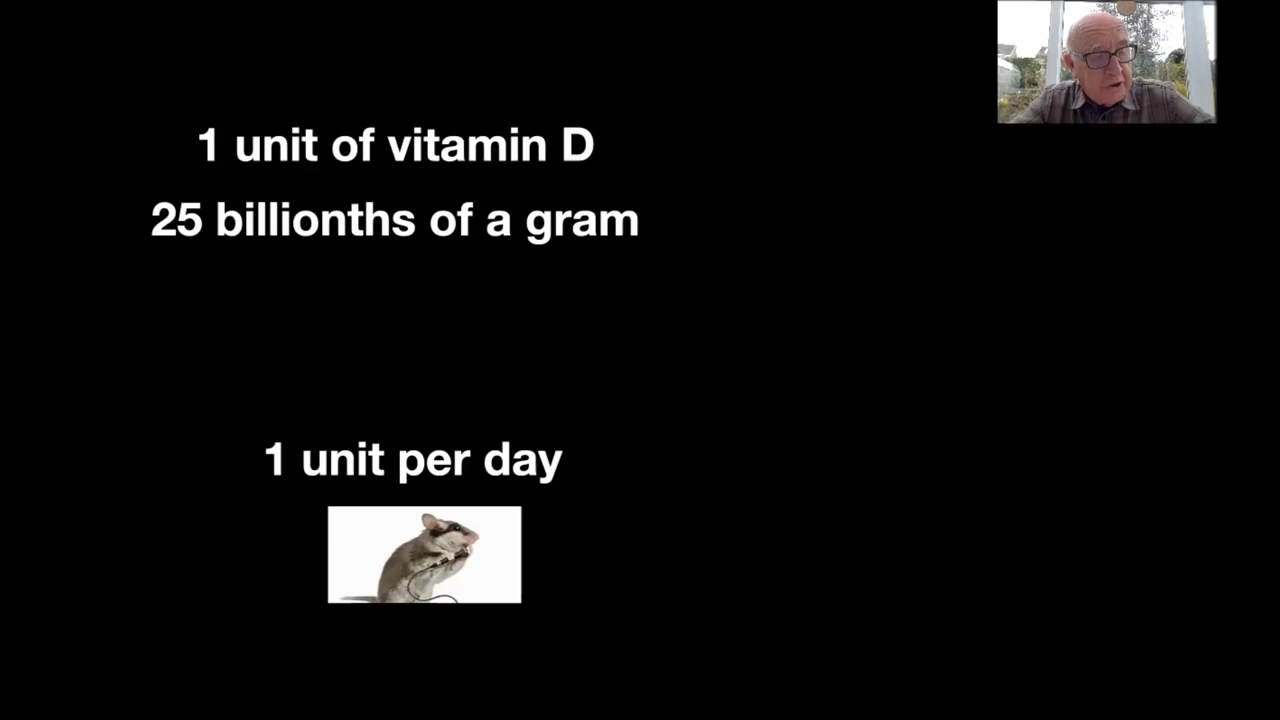 1 unit of vitamin D
25 billionths of a gram
1 unit per day